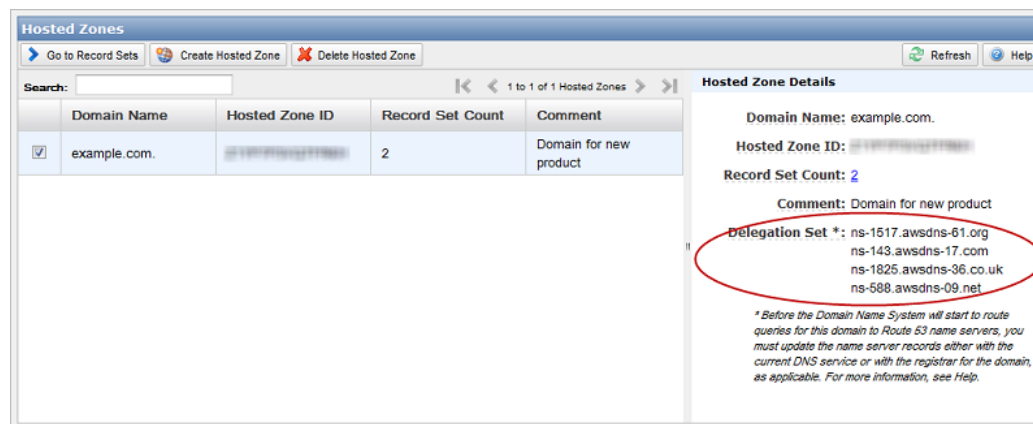 Hosted Zones
Go to Record Sets Create Hosted Zone Delete Hosted Zone Refresh Help
Search: 1 to 1 of 1 Hosted Zones
Domain Name Hosted Zone ID Record Set Count Comment
example.com. 2 Domain for new
product
Hosted Zone Details
Domain Name: example.com.
Hosted Zone ID:
Record Set Count: 2
Comment: Domain for new product
Delegation Set *: ns-1517.awsdns-61.org
ns-143.awsdns-17.com
ns-1825.awsdns-36.co.uk
ns-588.awsdns-09.net
* Before the Domain Name System will start to route
queries for this domain to Route 53 name servers, you
must update the name server records either with the
current DNS service or with the registrar for the domain,
as applicable. For more information, see Help.